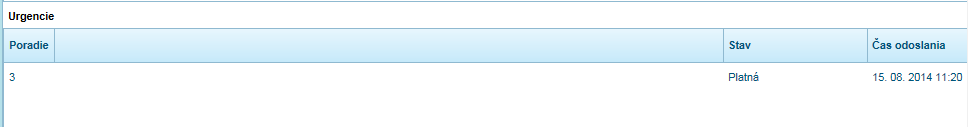 Urgencie
Poradie Stav Čas odoslania
3 Platná 15. 08. 2014 11:20